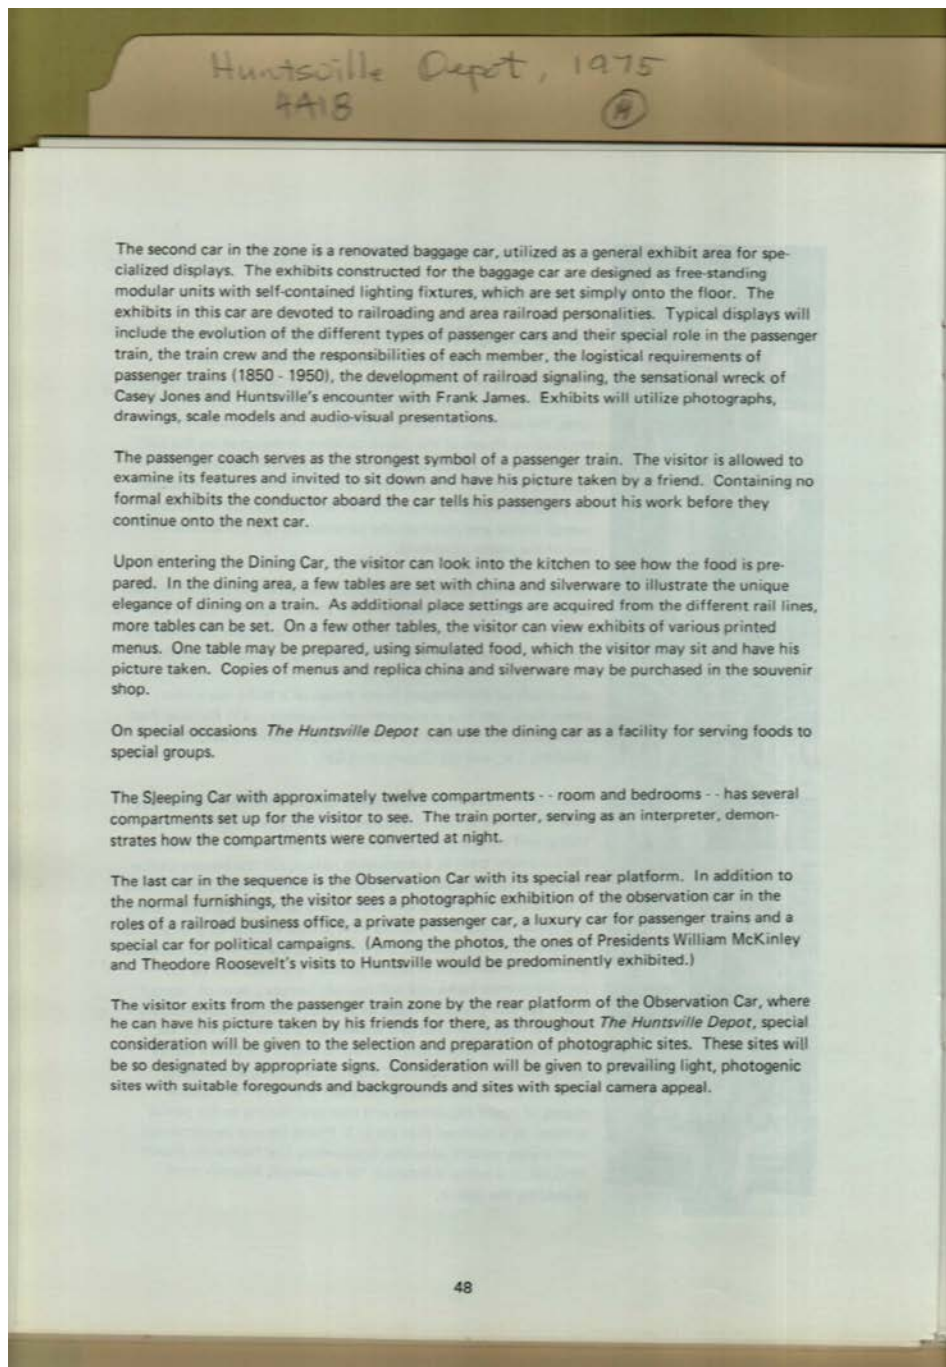 Huntsville Depot, 1975
4418
A
The second car in the zone is a renovated baggage car, utilized as a general exhibit area for spe-
cialized displays. The exhibits constructed for the baggage car are designed as free-standing
modular units with self-contained lighting fixtures, which are set simply onto the floor. The
exhibits in this car are devoted to railroading and area railroad personalities. Typical displays will
include the evolution of the different types of passenger cars and their special role in the passenger
train, the train crew and the responsibilities of each member, the logistical requirements of
passenger trains (1850 - 1950), the development of railroad signaling, the sensational wreck of
Casey Jones and Huntsville's encounter with Frank James. Exhibits will utilize photographs,
drawings, scale models and audio-visual presentations.
The passenger coach serves as the strongest symbol of a passenger train. The visitor is allowed to
examine its features and invited to sit down and have his picture taken by a friend. Containing no
formal exhibits the conductor aboard the car tells his passengers about his work before they
continue onto the next car.
Upon entering the Dining Car, the visitor can look into the kitchen to see how the food is pre-
pared. In the dining area, a few tables are set with china and silverware to illustrate the unique
elegance of dining on a train. As additional place settings are acquired from the different rail lines,
more tables can be set. On a few other tables, the visitor can view exhibits of various printed
menus. One table may be prepared, using simulated food, which the visitor may sit and have his
picture taken. Copies of menus and replica china and silverware may be purchased in the souvenir
shop.
On special occasions The Huntsville Depot can use the dining car as a facility for serving foods to
special groups.
The Sleeping Car with approximately twelve compartments - - room and bedrooms - - has several
compartments set up for the visitor to see. The train porter, serving as an interpreter, demon-
strates how the compartments were converted at night.
The last car in the sequence is the Observation Car with its special rear platform. In addition to
the normal furnishings, the visitor sees a photographic exhibition of the observation car in the
roles of a railroad business office, a private passenger car, a luxury car for passenger trains and a
special car for political campaigns. (Among the photos, the ones of Presidents William McKinley
and Theodore Roosevelt's visits to Huntsville would be predominently exhibited.)
The visitor exits from the passenger train zone by the rear platform of the Observation Car, where
he can have his picture taken by his friends for there, as throughout The Huntsville Depot, special
consideration will be given to the selection and preparation of photographic sites. These sites will
be so designated by appropriate signs. Consideration will be given to prevailing light, photogenic
sites with suitable foregounds and backgrounds and sites with special camera appeal.
48